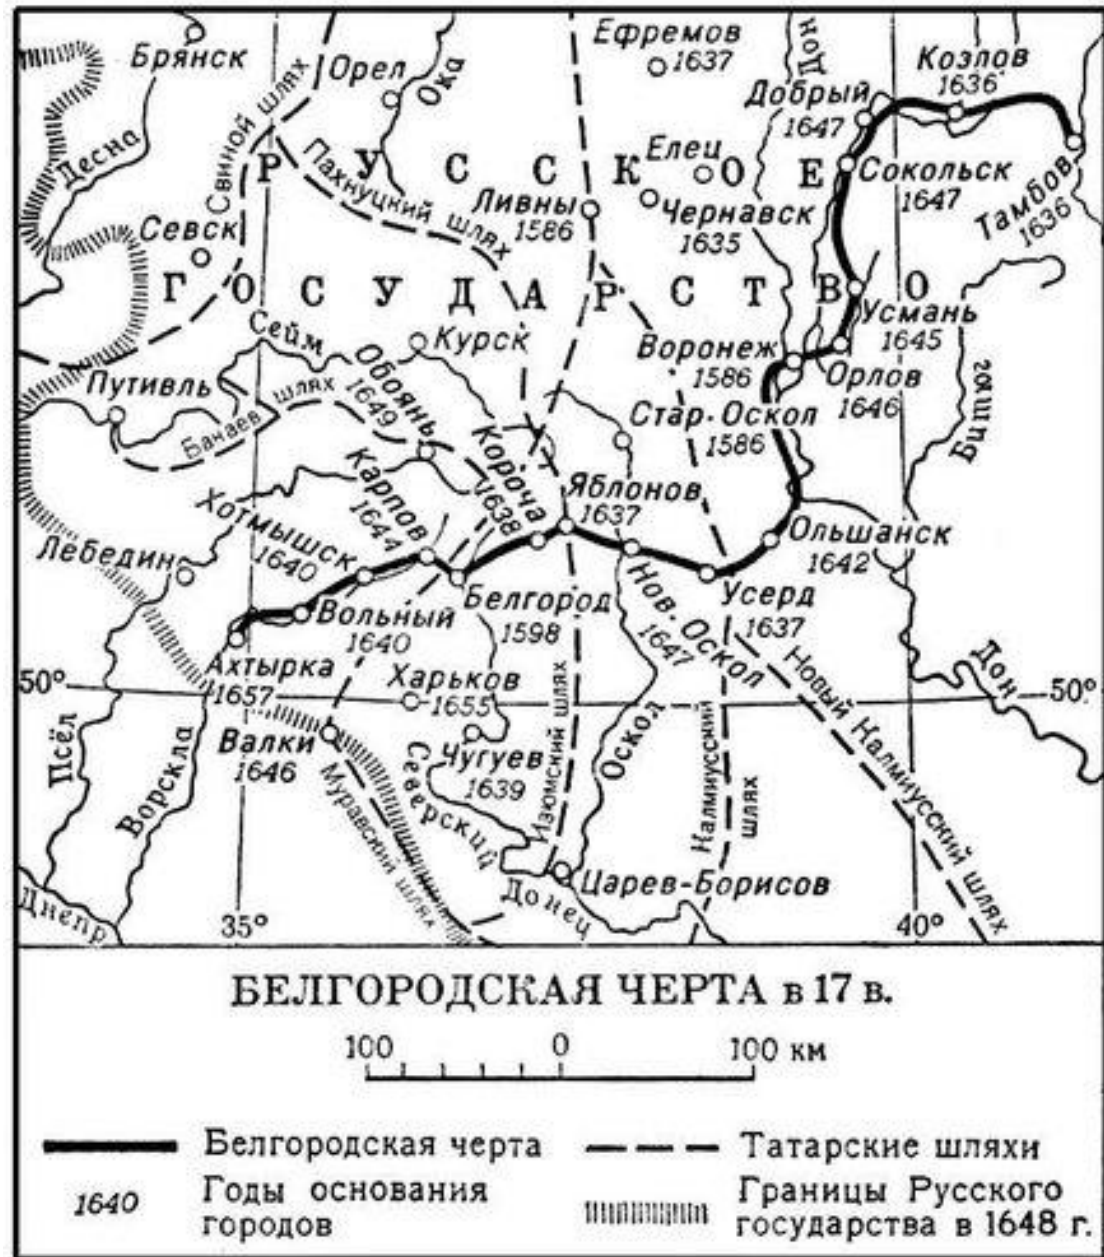 Брянск
Орел
Ока
Ефремов
1637
Дон
Козлов
1636
Добрый
1647
Десна
Свиной шлях
Пахнуцкий шлях
РУССКОЕ
Елец
Сокольск
1647
Тамбов
1636
Ливны
1586
Чернавск
1635
Севск
ГОСУДАРСТВО
Сейм
Курск
Усмань
1645
Воронеж
1586
Орлов
1646
Путивль
Бакаев шлях
Обоянь
1649
Стар. Оскол
1586
Битюг
Карпов
1644
Короча
1638
Яблонов
1637
Хотмышск
1640
Лебедин
Ольшанск
1642
Вольный
1640
Белгород
1598
Нов. Оскол
1647
Усерд
1637
Дон
Ахтырка
1657
Харьков
1655
50°
50°
Псёл
Ворскла
Валки
1646
Чугуев
1639
Северский
Донец
Муравский шлях
Изюмский шлях
Оскол
Калмиусский
шлях
Новый Калмиусский шлях
Царев-Борисов
Днепр
35°
40°
БЕЛГОРОДСКАЯ ЧЕРТА в 17 в.
100 0 100 км
Белгородская черта
Татарские шляхи
1640
Годы основания
городов
Границы Русского
государства в 1648 г.